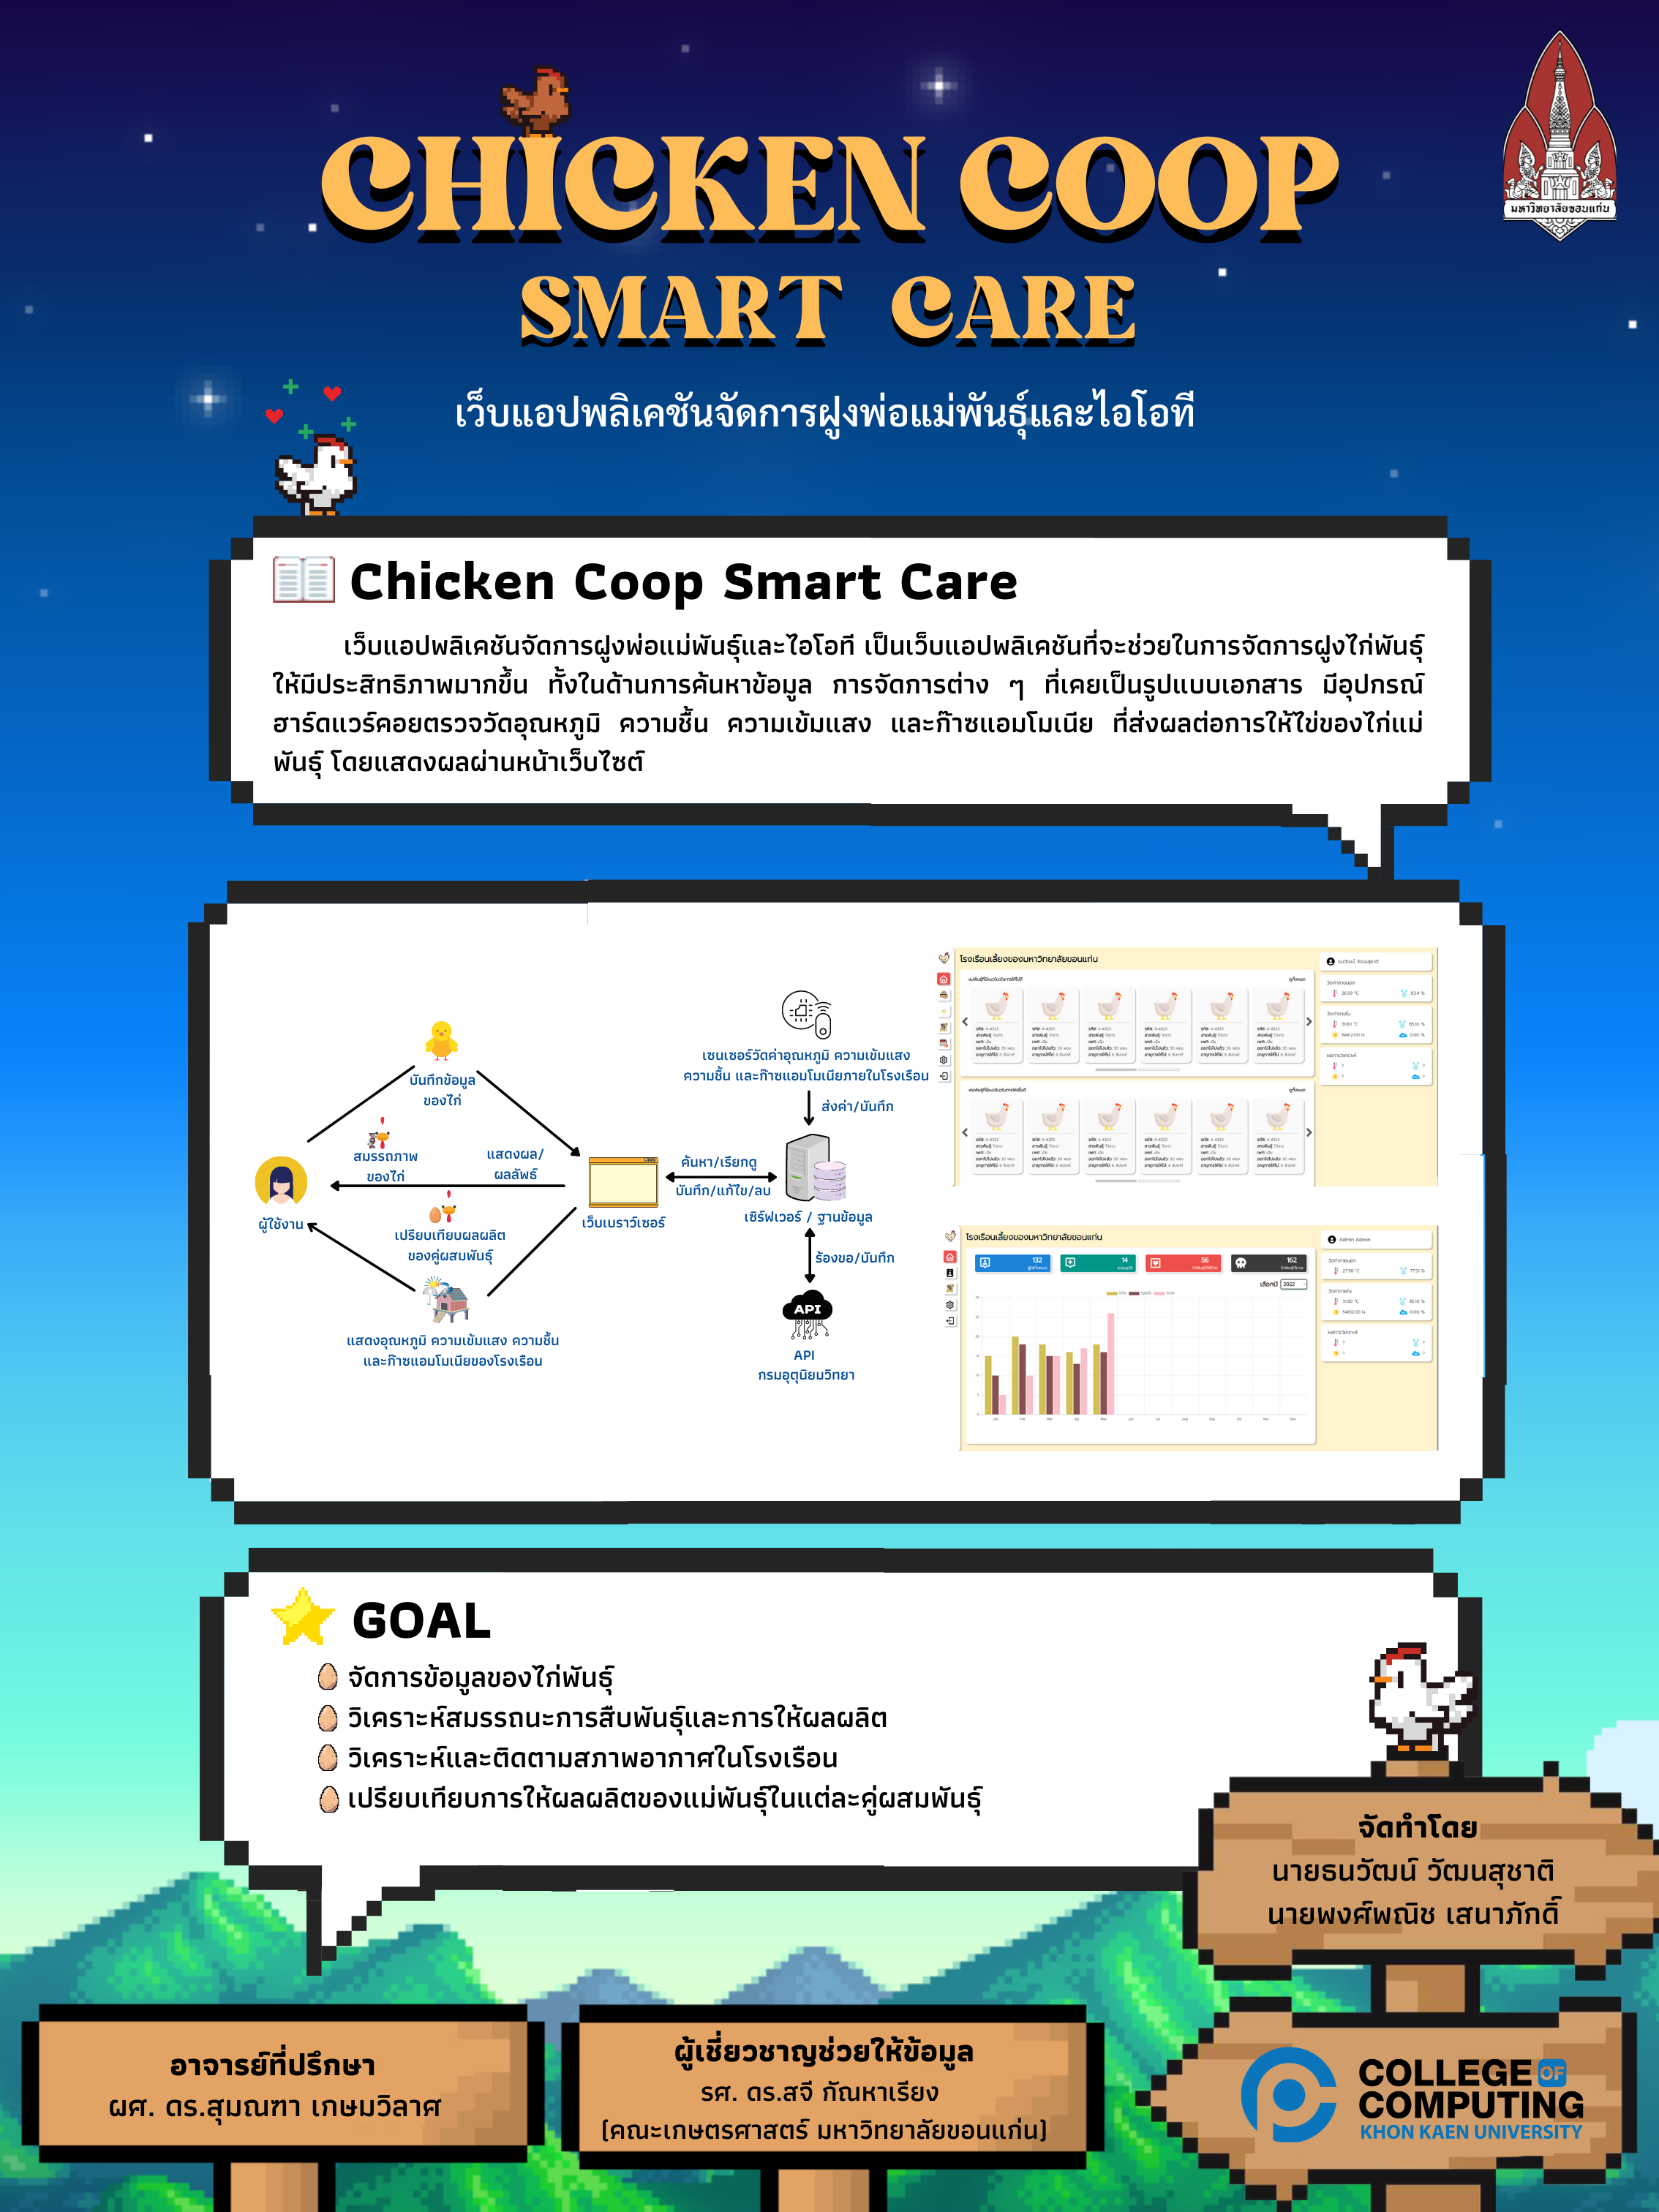 มหาวิทยาลัยขอนแก่น
CHICKEN COOP
SMART CARE
เว็บแอปพลิเคชันจัดการฝูงพ่อแม่พันธุ์และไอโอที
Chicken Coop Smart Care
เว็บแอปพลิเคชันจัดการฝูงพ่อแม่พันธุ์และไอโอที เป็นเว็บแอปพลิเคชันที่จะช่วยในการจัดการฝูงไก่พันธุ์
ให้มีประสิทธิภาพมากขึ้น ทั้งในด้านการค้นหาข้อมูล การจัดการต่าง ๆ ที่เคยเป็นรูปแบบเอกสาร มีอุปกรณ์
ฮาร์ดแวร์คอยตรวจวัดอุณหภูมิ ความชื้น ความเข้มแสง และก๊าซแอมโมเนีย ที่ส่งผลต่อการให้ไข่ของไก่แม่
พันธุ์ โดยแสดงผลผ่านหน้าเว็บไซต์
บันทึกข้อมูล
ของไก่
สมรรถภาพ
ของไก่
แสดงผล/
ผลลัพธ์
ผู้ใช้งาน
เปรียบเทียบผลผลิต
ของคู่ผสมพันธุ์
แสดงอุณหภูมิ ความเข้มแสง ความชื้น
และก๊าซแอมโมเนียของโรงเรือน
เว็บเบราว์เซอร์
เซนเซอร์วัดค่าอุณหภูมิ ความเข้มแสง
ความชื้น และก๊าซแอมโมเนียภายในโรงเรือน
ส่งค่า/บันทึก
ค้นหา/เรียกดู
บันทึก/แก้ไข/ลบ
เซิร์ฟเวอร์ / ฐานข้อมูล
ร้องขอ/บันทึก
API
API
กรมอุตุนิยมวิทยา
โรงเรือนเลี้ยงของมหาวิทยาลัยขอนแก่น
ธนวัฒน์ วัฒนสุชาติ
โรงเรือนเลี้ยงของมหาวิทยาลัยขอนแก่น
Admin Admin
132
14
56
162
เลือกปี 2022
GOAL
จัดการข้อมูลของไก่พันธุ์
วิเคราะห์สมรรถนะการสืบพันธุ์และการให้ผลผลิต
วิเคราะห์และติดตามสภาพอากาศในโรงเรือน
เปรียบเทียบการให้ผลผลิตของแม่พันธุ์ในแต่ละคู่ผสมพันธุ์
จัดทำโดย
นายธนวัฒน์ วัฒนสุชาติ
นายพงศ์พณิช เสนาภักดิ์
อาจารย์ที่ปรึกษา
ผศ. ดร.สุมณฑา เกษมวิลาศ
ผู้เชี่ยวชาญช่วยให้ข้อมูล
รศ. ดร.สจี กัณหาเรียง
(คณะเกษตรศาสตร์ มหาวิทยาลัยขอนแก่น)
COLLEGE OF
COMPUTING
KHON KAEN UNIVERSITY